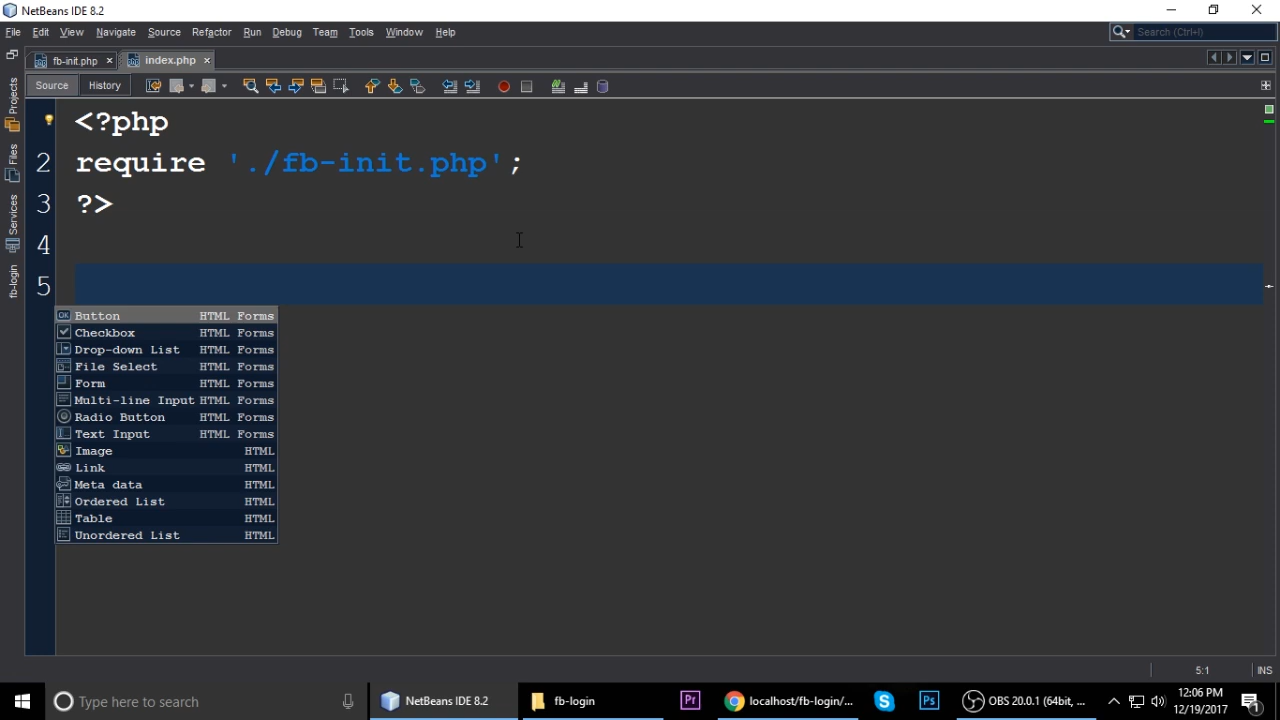 NetBeans IDE 8.2
File Edit View Navigate Source Refactor Run Debug Team Tools Window Help
Search (Ctrl+I)
fb-init.php index.php
Source History
Projects
Files
Services
fb-login
<?php
2 require './fb-init.php';
3 ?>
4
5
Button HTML Forms
Checkbox HTML Forms
Drop-down List HTML Forms
File Select HTML Forms
Form HTML Forms
Multi-line Input HTML Forms
Radio Button HTML Forms
Text Input HTML Forms
Image HTML
Link HTML
Meta data HTML
Ordered List HTML
Table HTML
Unordered List HTML
5:1 INS
Type here to search
NetBeans IDE 8.2
fb-login
Pr
localhost/fb-login/...
Ps
OBS 20.0.1 (64bit, ...
12:06 PM
12/19/2017
1